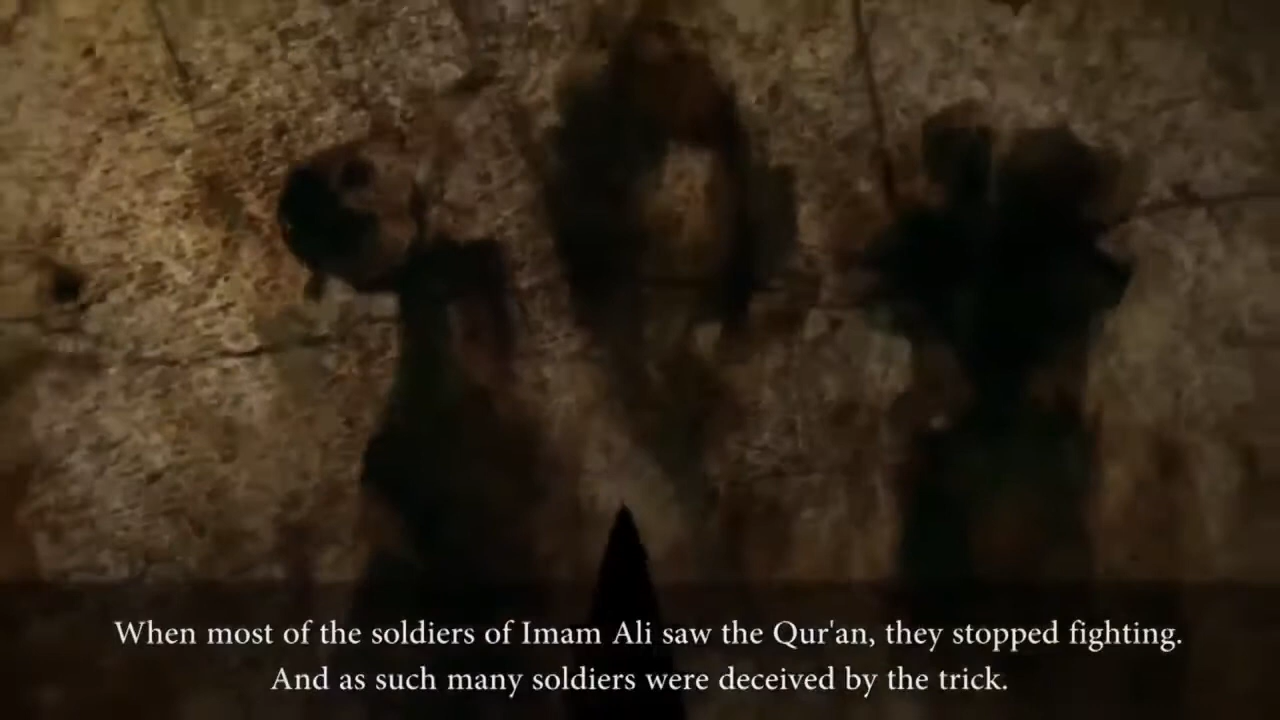 When most of the soldiers of Imam Ali saw the Qur'an, they stopped fighting.
And as such many soldiers were deceived by the trick.